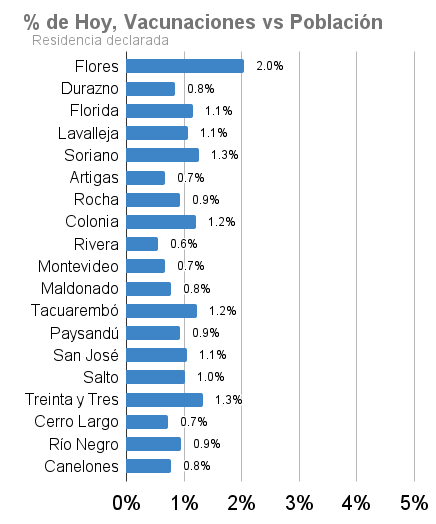 % de Hoy, Vacunaciones vs Población
Residencia declarada
Flores 2.0%
Durazno 0.8%
Florida 1.1%
Lavalleja 1.1%
Soriano 1.3%
Artigas 0.7%
Rocha 0.9%
Colonia 1.2%
Rivera 0.6%
Montevideo 0.7%
Maldonado 0.8%
Tacuarembó 1.2%
Paysandú 0.9%
San José 1.1%
Salto 1.0%
Treinta y Tres 1.3%
Cerro Largo 0.7%
Río Negro 0.9%
Canelones 0.8%
0% 1% 2% 3% 4% 5%